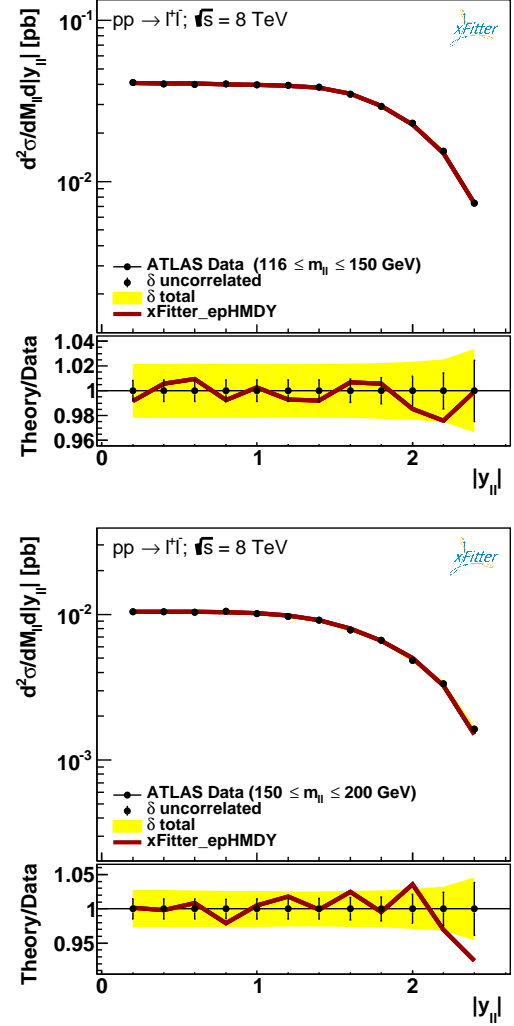 pp → l⁺l⁻; √s = 8 TeV
xFitter
d²σ/dM_ll d|y_ll| [pb]
10⁻¹
10⁻²
ATLAS Data (116 ≤ m_ll ≤ 150 GeV)
δ uncorrelated
δ total
xFitter_epHMDY
Theory/Data
1.04
1.02
1
0.98
0.96
0 1 2
|y_ll|
pp → l⁺l⁻; √s = 8 TeV
xFitter
d²σ/dM_ll d|y_ll| [pb]
10⁻²
10⁻³
ATLAS Data (150 ≤ m_ll ≤ 200 GeV)
δ uncorrelated
δ total
xFitter_epHMDY
Theory/Data
1.05
1
0.95
0 1 2
|y_ll|